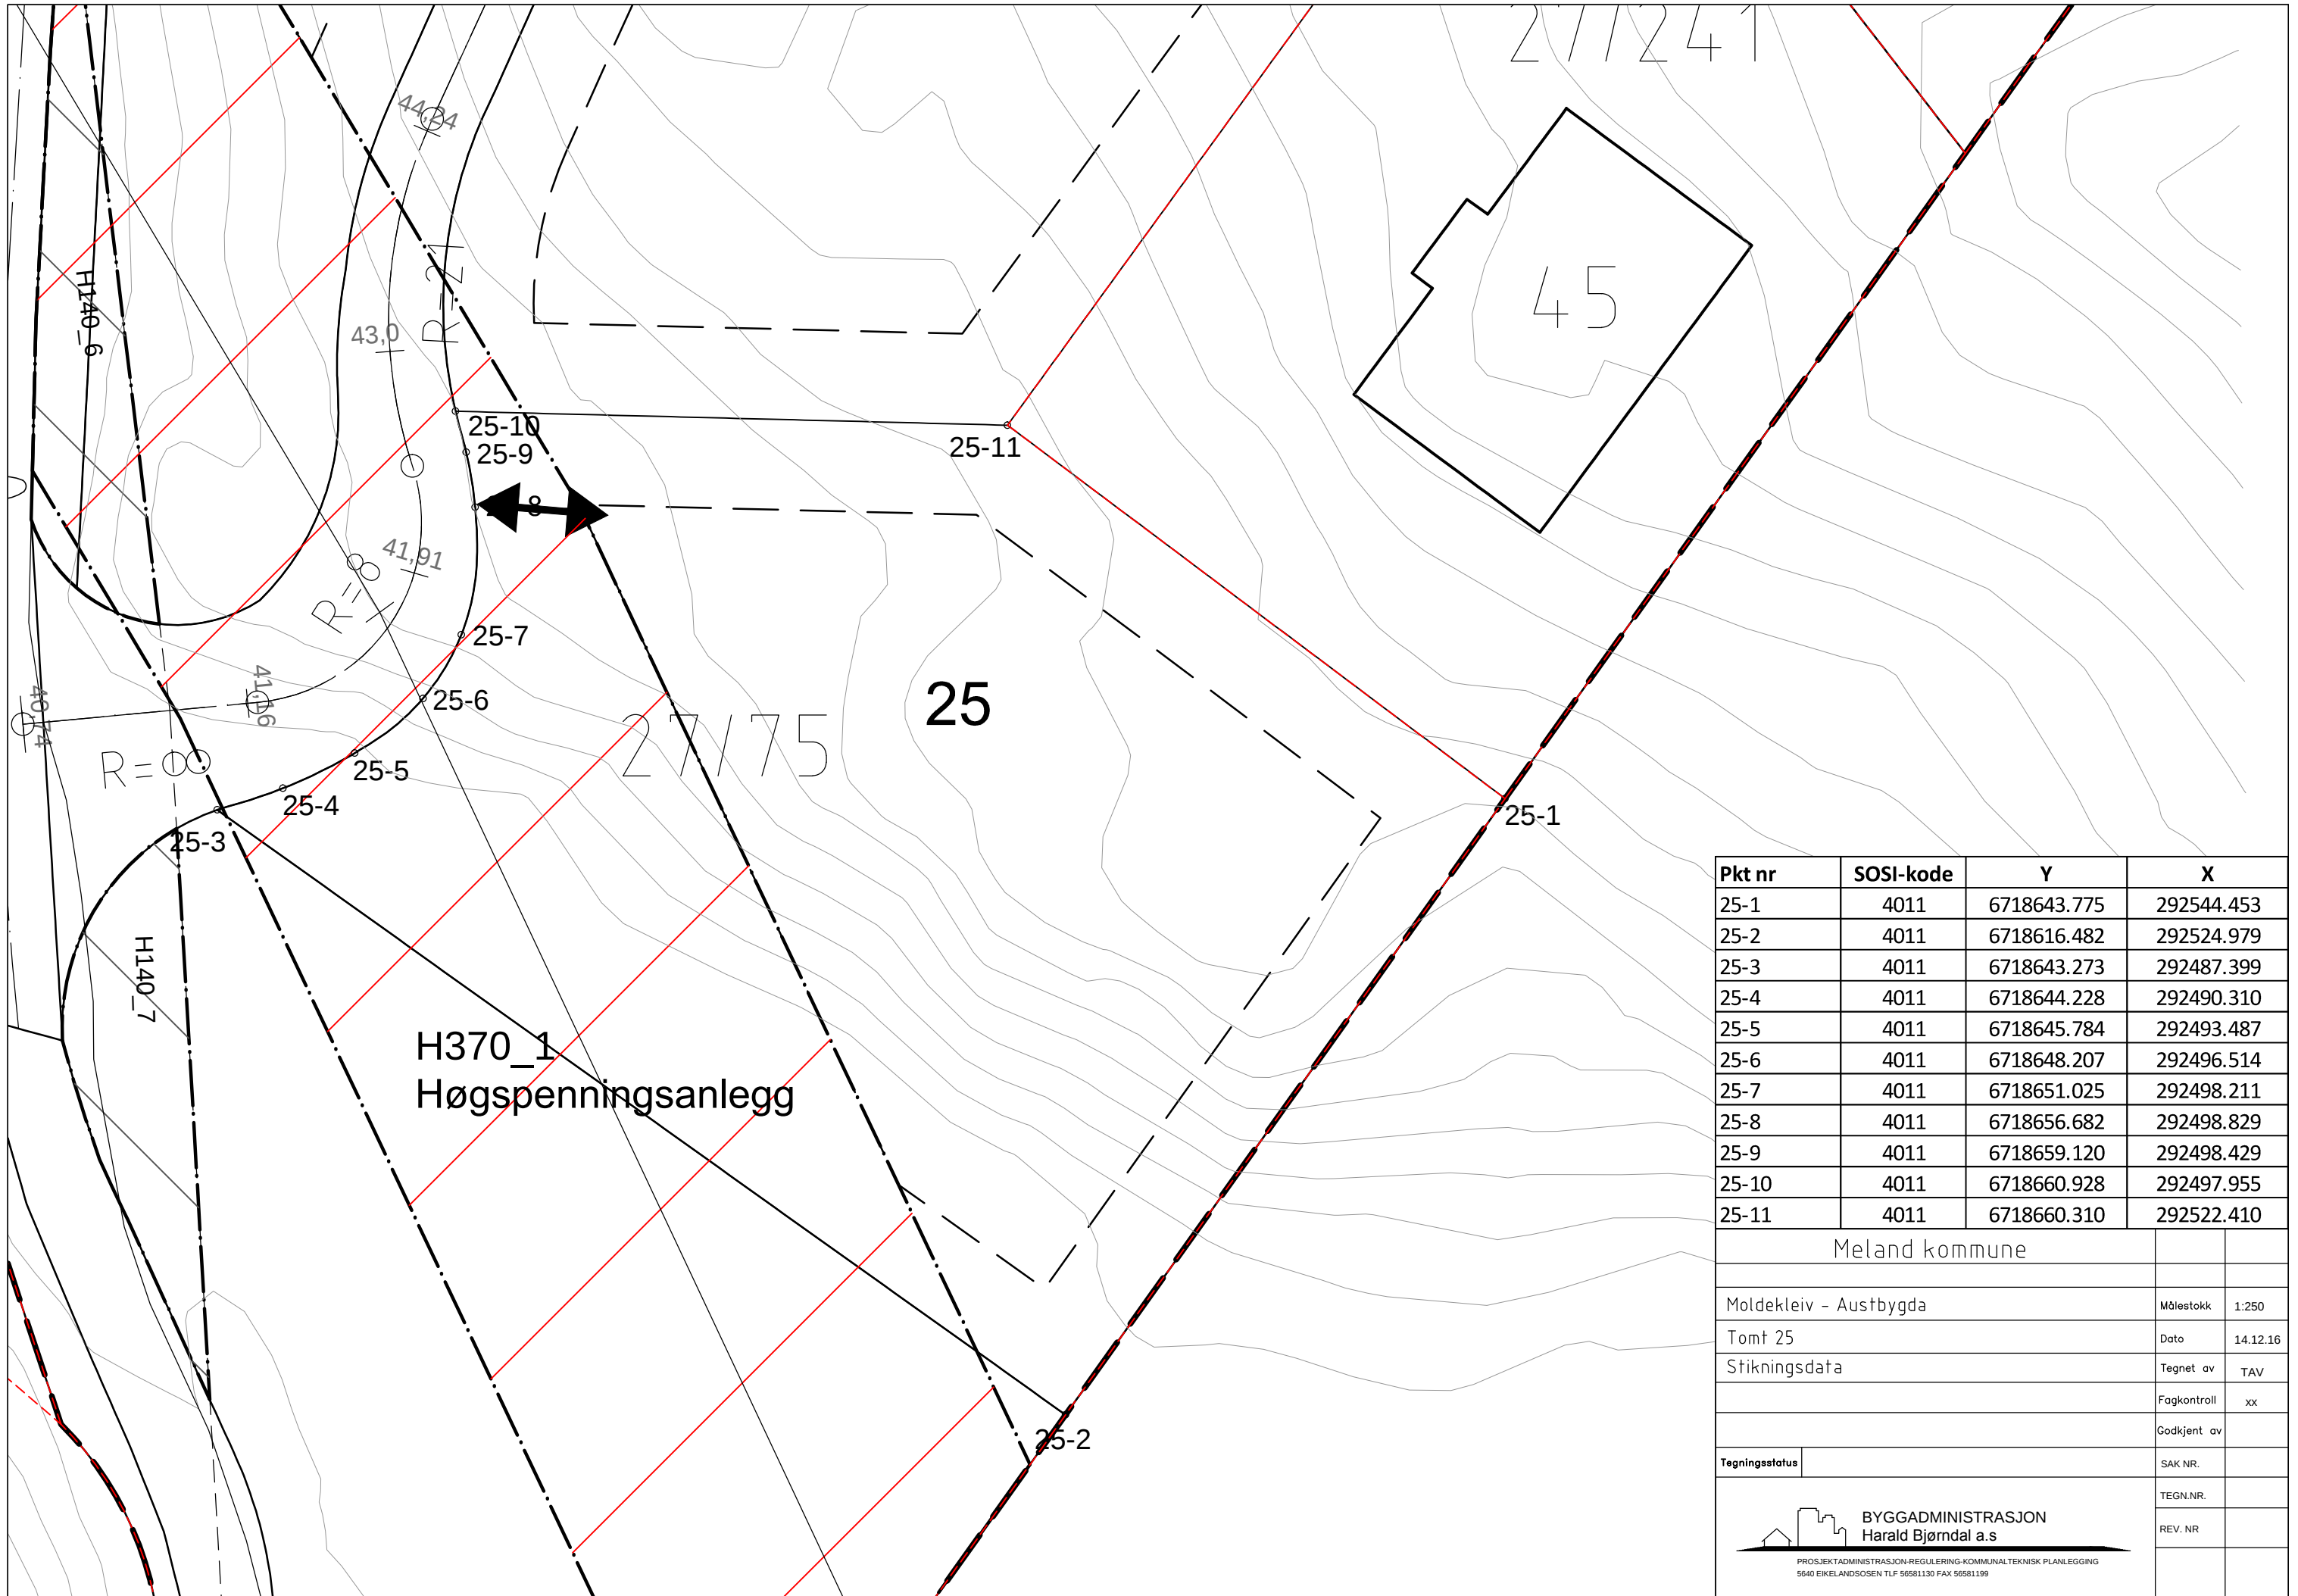 27/241
44,24
45
H140_6
R=21
43,0
25-10
25-9
25-11
41,91
R=8
25-7
41,16
25-6
40,74
25
27/75
R=∞
25-5
25-4
25-1
25-3
H140_7
H370_1
Høgspenningsanlegg
25-2
Pkt nr SOSI-kode Y X
25-1 4011 6718643.775 292544.453
25-2 4011 6718616.482 292524.979
25-3 4011 6718643.273 292487.399
25-4 4011 6718644.228 292490.310
25-5 4011 6718645.784 292493.487
25-6 4011 6718648.207 292496.514
25-7 4011 6718651.025 292498.211
25-8 4011 6718656.682 292498.829
25-9 4011 6718659.120 292498.429
25-10 4011 6718660.928 292497.955
25-11 4011 6718660.310 292522.410
Meland kommune
Moldekleiv - Austbygda Målestokk 1:250
Tomt 25 Dato 14.12.16
Stikningsdata Tegnet av TAV
Fagkontroll xx
Godkjent av
Tegningsstatus SAK NR.
TEGN.NR.
BYGGADMINISTRASJON
Harald Bjørndal a.s
REV. NR
PROSJEKTADMINISTRASJON-REGULERING-KOMMUNALTEKNISK PLANLEGGING
5640 EIKELANDSOSEN TLF 56581130 FAX 56581199